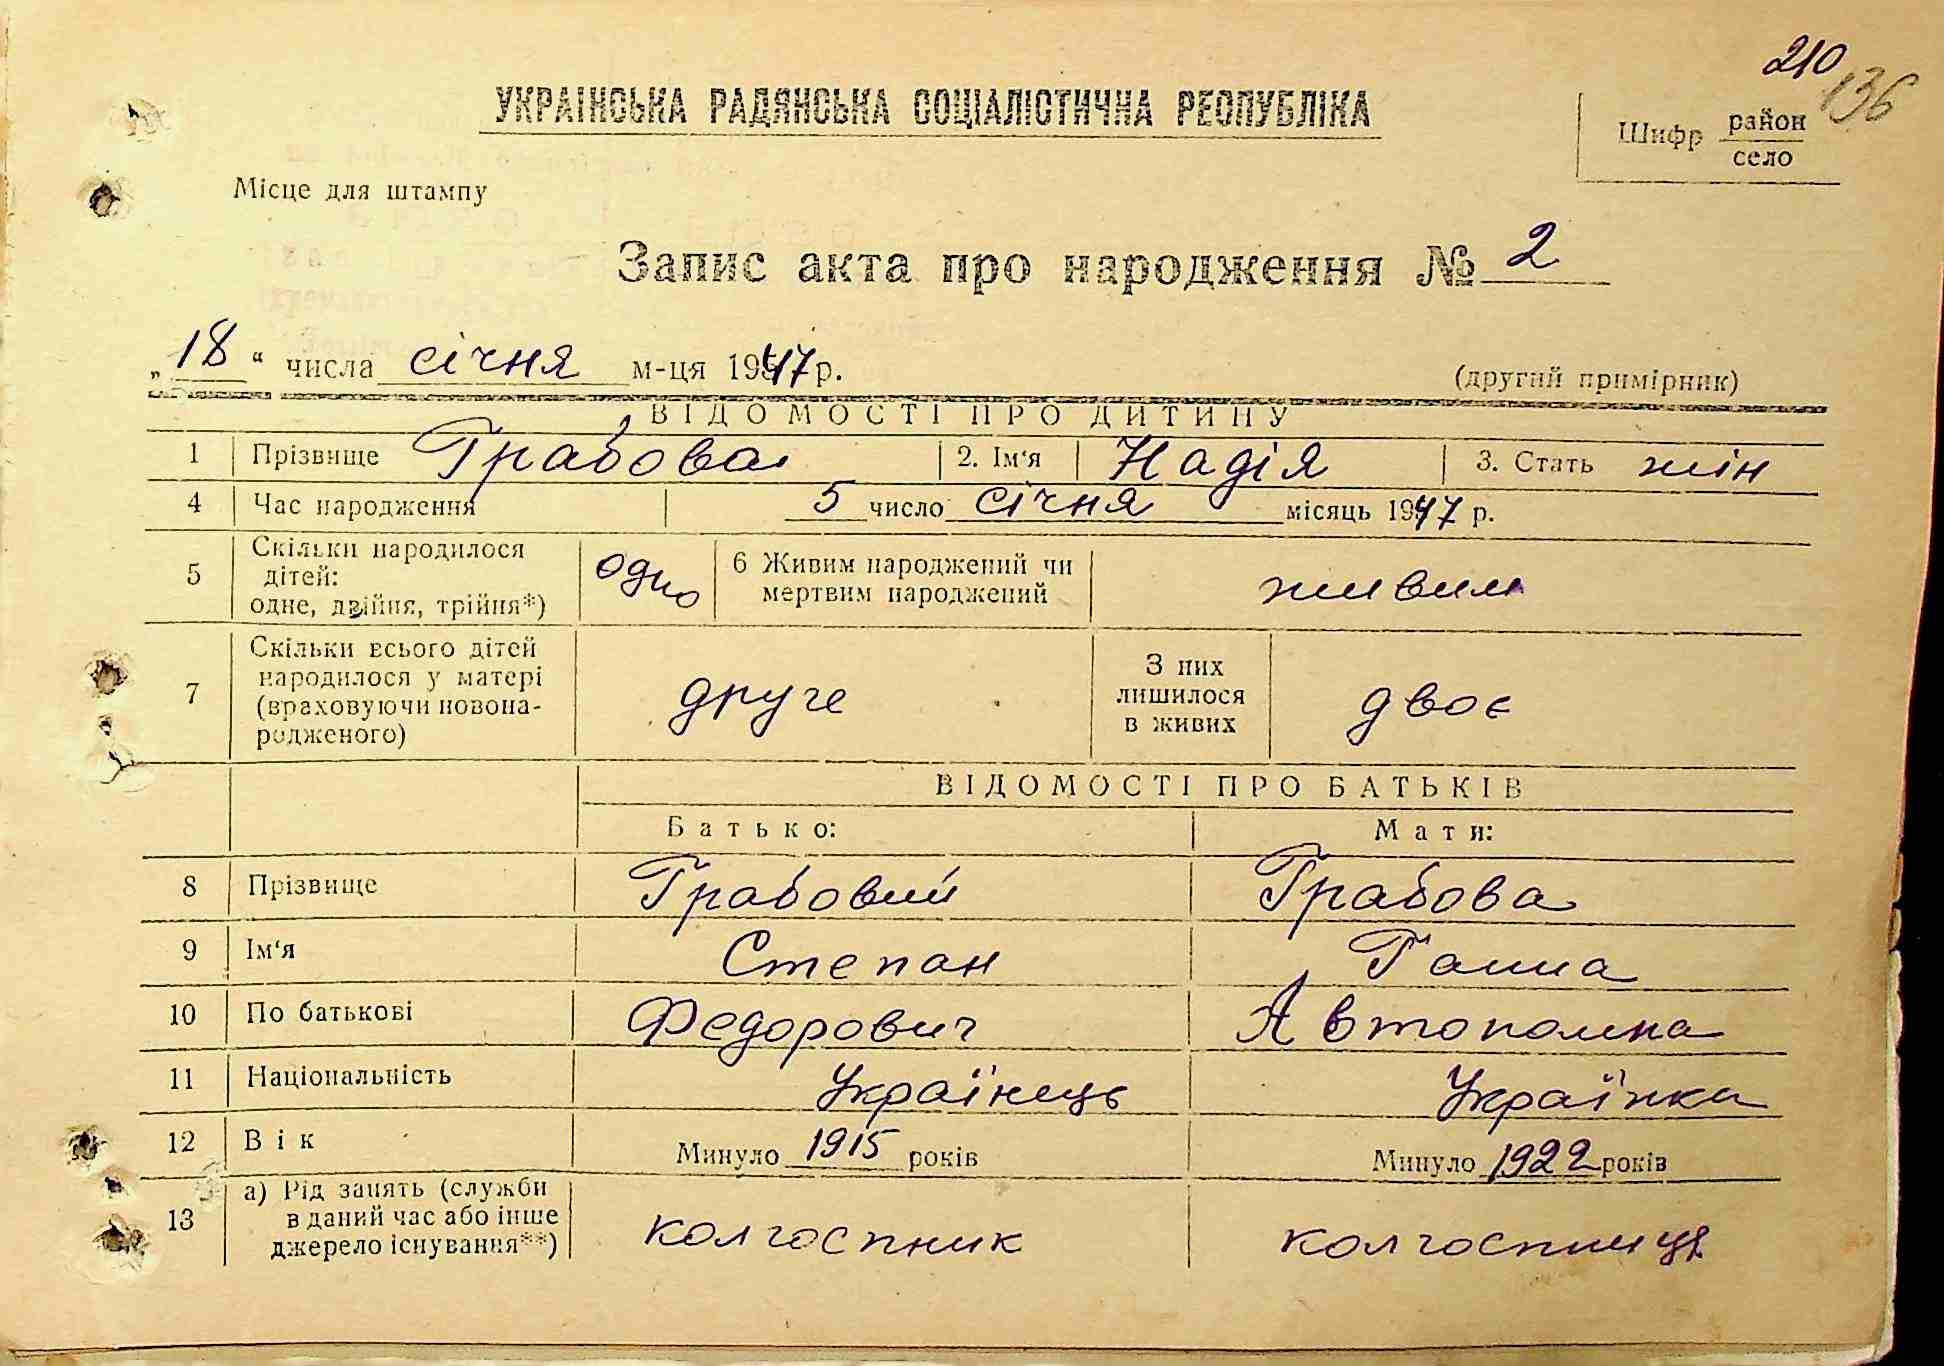 210
136
УКРАЇНСЬКА РАДЯНСЬКА СОЦІАЛІСТИЧНА РЕСПУБЛІКА
Шифр район
село
Місце для штампу
Запис акта про народження № 2
„18“ числа січня м-ця 1947 р.
(другий примірник)
ВІДОМОСТІ ПРО ДИТИНУ
1 Прізвище Грабова 2. Ім'я Надія 3. Стать жін
4 Час народження 5 число січня місяць 1947 р.
5 Скільки народилося дітей: одне, двійня, трійня*) одно 6 Живим народжений чи мертвим народжений живим
7 Скільки всього дітей народилося у матері (враховуючи новонародженого) друге З них лишилося в живих двоє
ВІДОМОСТІ ПРО БАТЬКІВ
Батько: Мати:
8 Прізвище Грабовий Грабова
9 Ім'я Степан Ганна
10 По батькові Федорович Автономна
11 Національність Українець Українка
12 Вік Минуло 1915 років Минуло 1922 років
13 а) Рід занять (служби в даний час або інше джерело існування**) колгоспник колгоспниця